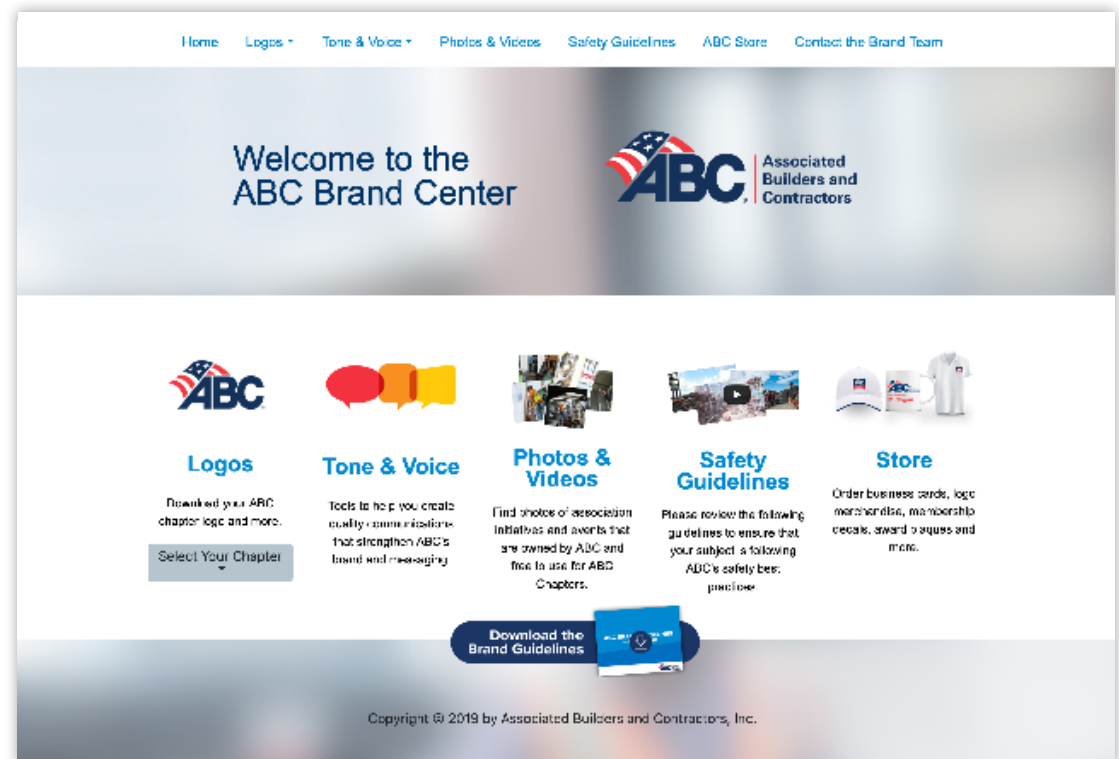 Home Logos Tone & Voice Photos & Videos Safety Guidelines ABC Store Contact the Brand Team
Welcome to the
ABC Brand Center
ABC
Associated
Builders and
Contractors
ABC
Logos
Download your ABC
chapter logo and more.
Select Your Chapter
Tone & Voice
Tools to help you create
quality communications
that strengthen ABC's
brand and messaging
Photos &
Videos
Find photos of association
initiatives and events that
are owned by ABC and
free to use for ABC
Chapters.
Safety
Guidelines
Please review the following
guidelines to ensure that
your subject is following
ABC's safety best
practices.
Store
Order business cards, logo
merchandise, membership
decals, award plaques and
more.
Download the
Brand Guidelines
Copyright © 2019 by Associated Builders and Contractors, Inc.